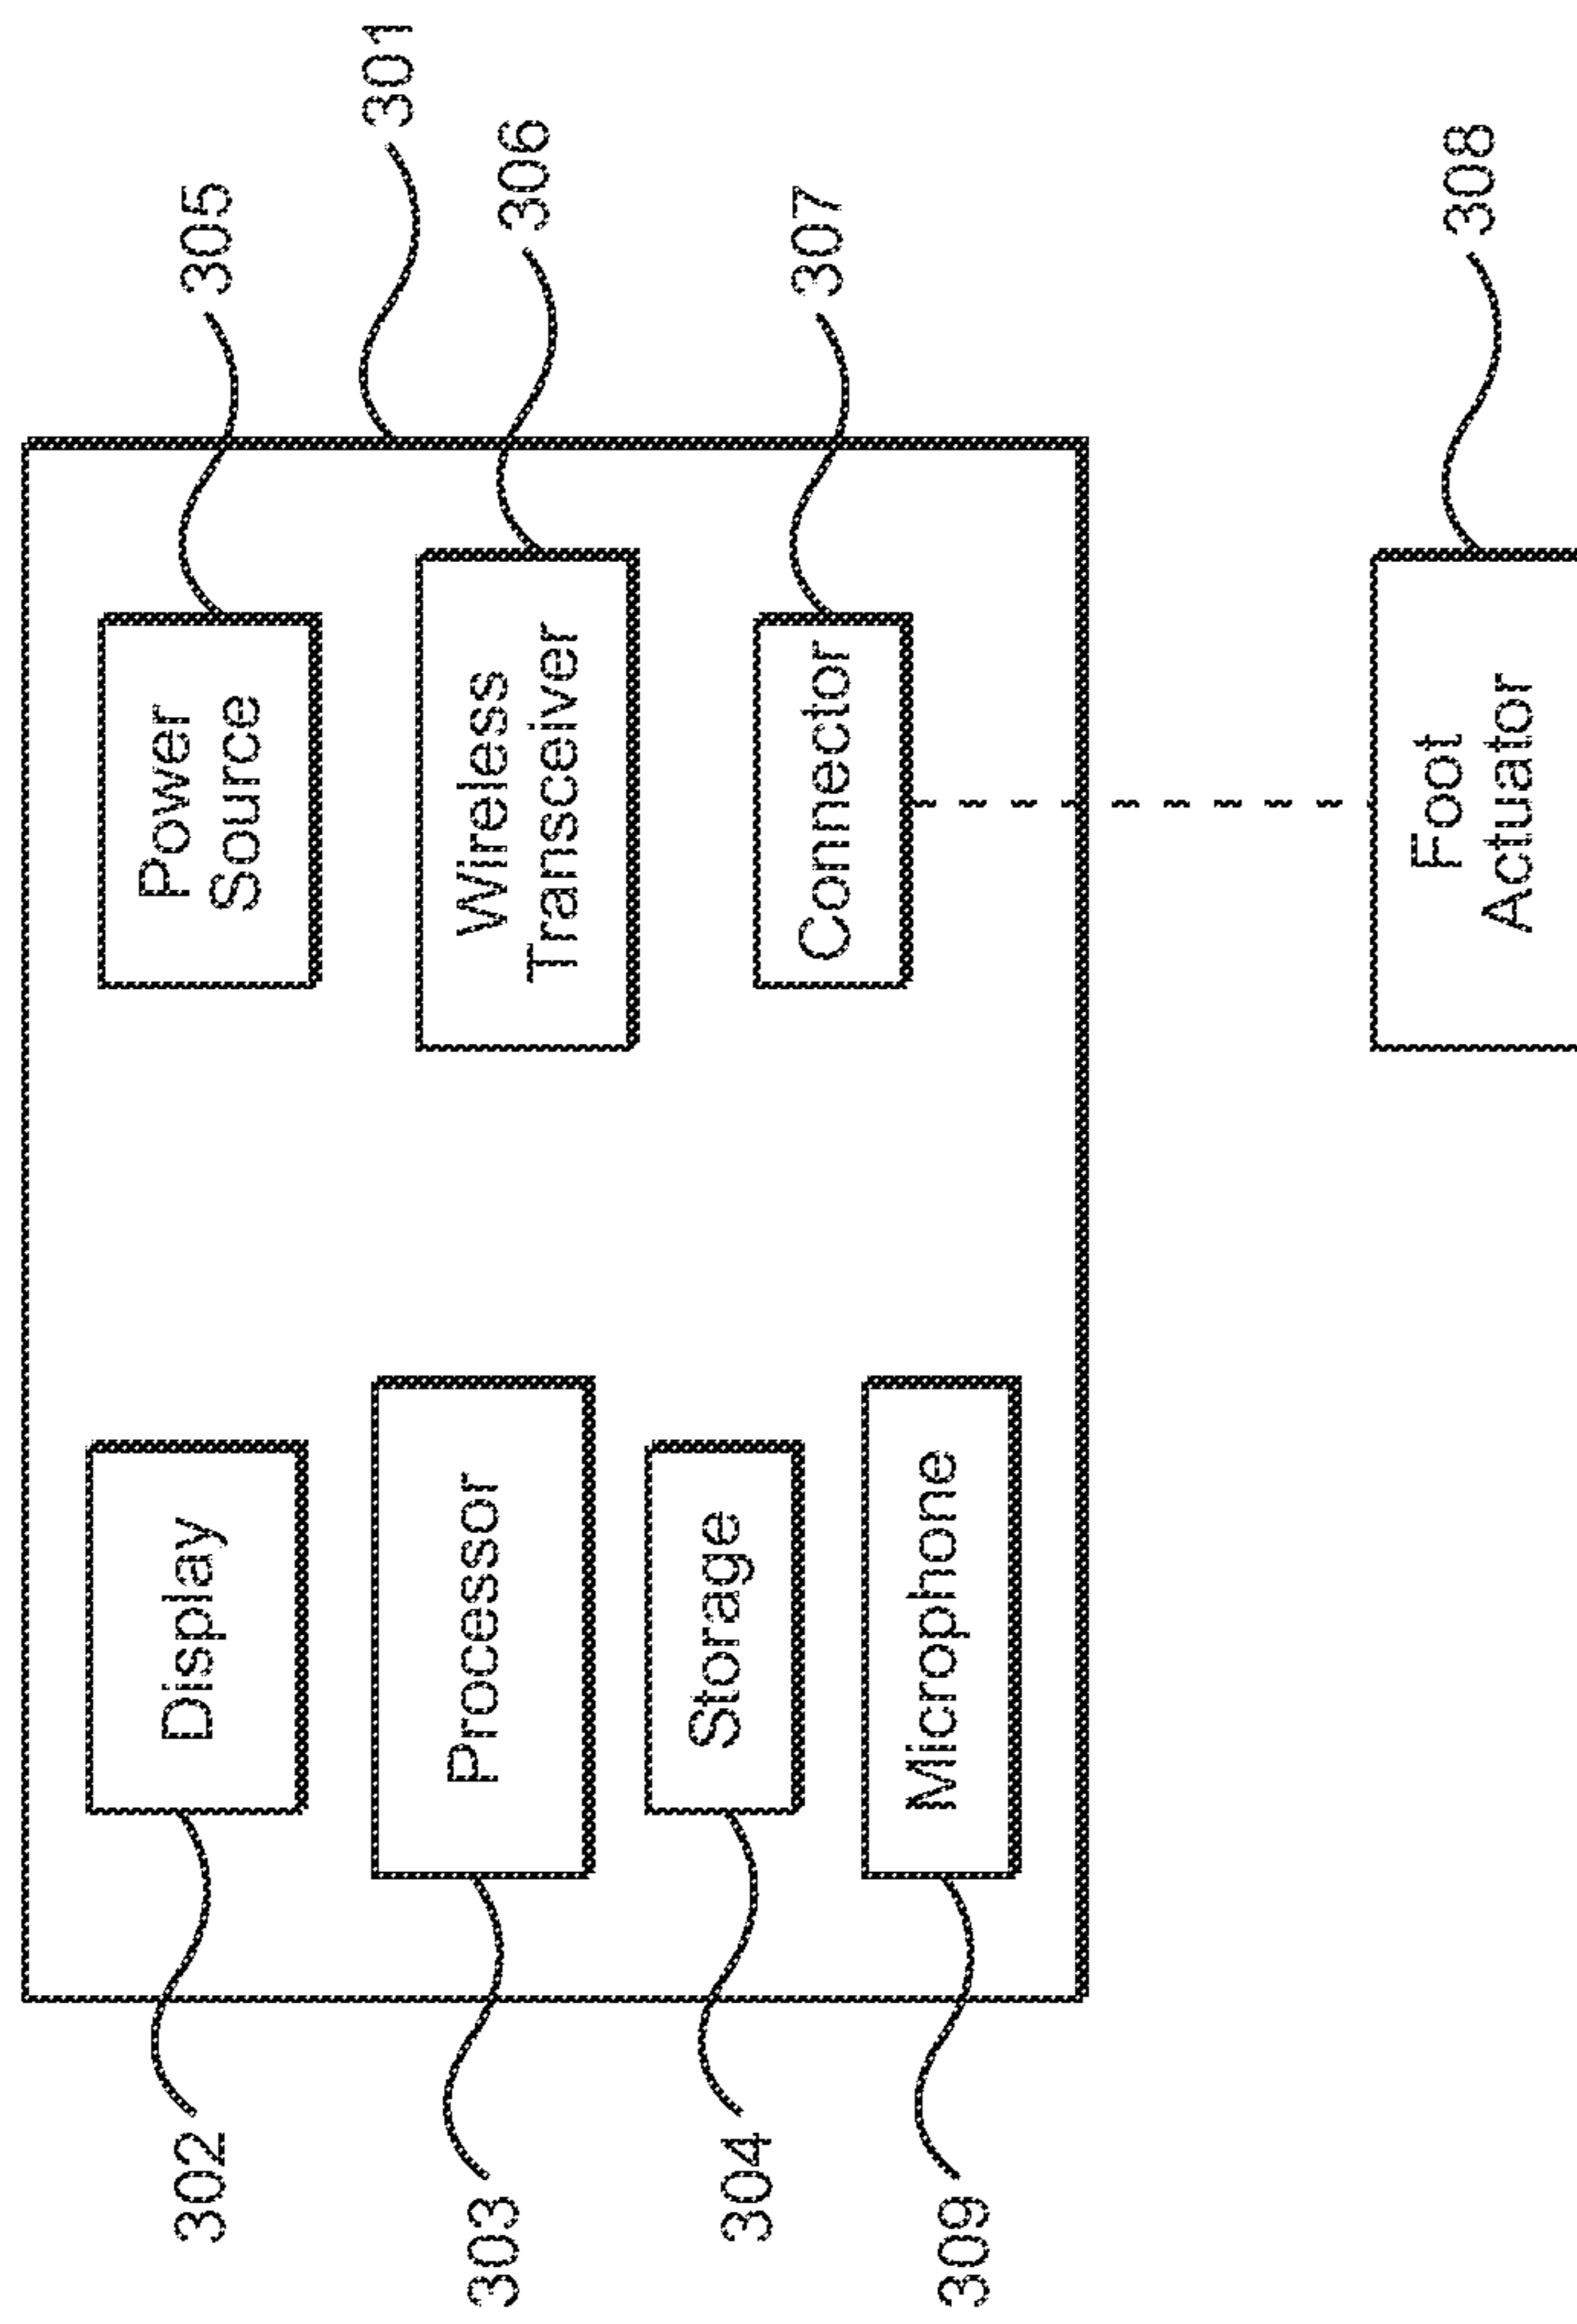 302
Display
Power
Source
305
301
303
Processor
Wireless
Transceiver
306
304
Storage
Connector
307
309
Microphone
Foot
Actuator
308